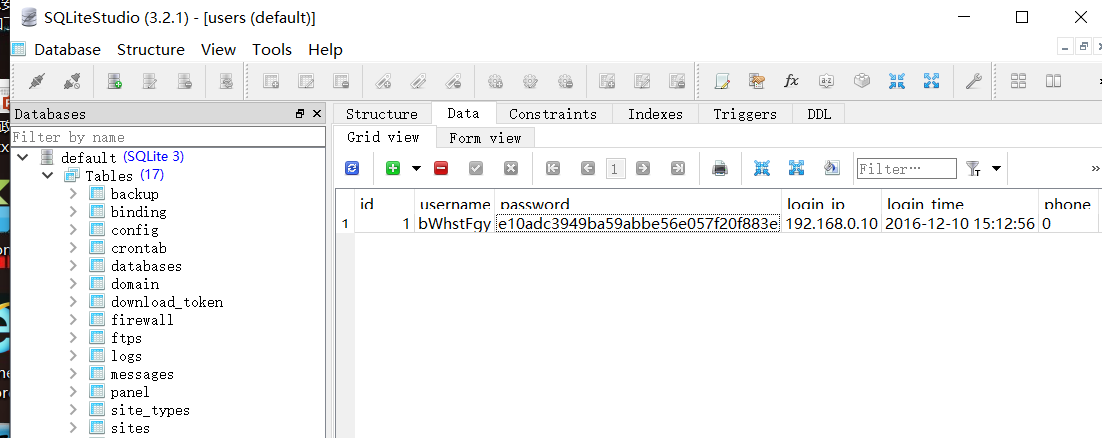 SQLiteStudio (3.2.1) - [users (default)]
Database Structure View Tools Help
Databases
Filter by name
default (SQLite 3)
Tables (17)
backup
binding
config
crontab
databases
domain
download_token
firewall
ftps
logs
messages
panel
site_types
sites
Structure Data Constraints Indexes Triggers DDL
Grid view Form view
1 Filter… »
id username password login_ip login_time phone
1 1 bWhstFqy e10adc3949ba59abbe56e057f20f883e 192.168.0.10 2016-12-10 15:12:56 0